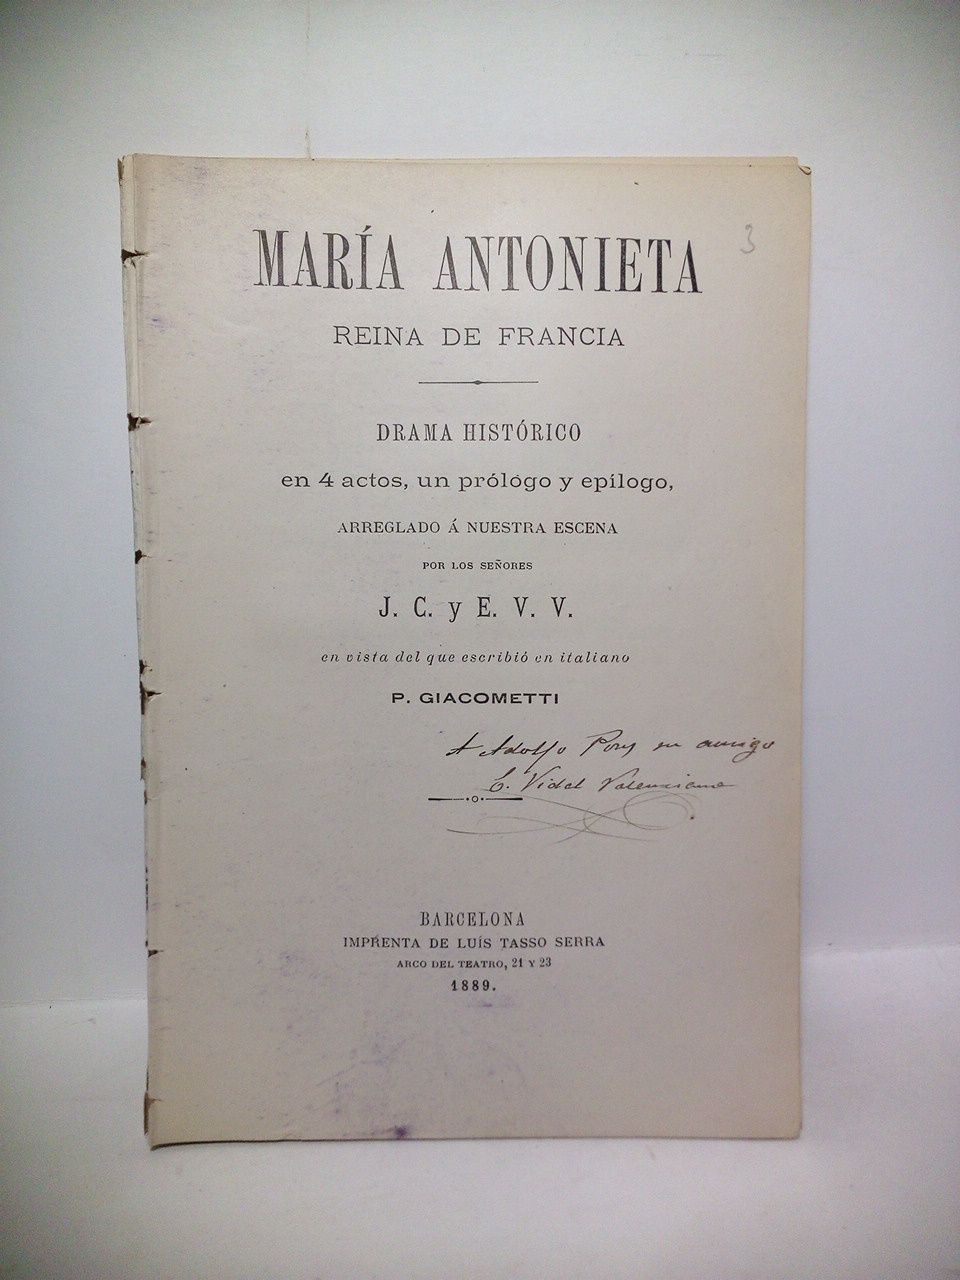 MARÍA ANTONIETA
3
REINA DE FRANCIA
DRAMA HISTÓRICO
en 4 actos, un prólogo y epílogo,
ARREGLADO Á NUESTRA ESCENA
POR LOS SEÑORES
J. C. y E. V. V.
en vista del que escribió en italiano
P. GIACOMETTI
A Adolfo su amigo
E. Vidal Valenciano
BARCELONA
IMPRENTA DE LUÍS TASSO SERRA
ARCO DEL TEATRO, 21 Y 23
1889.